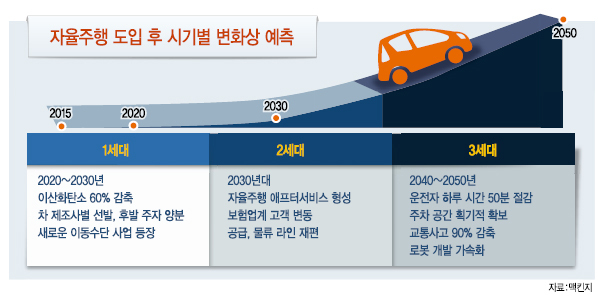 자율주행 도입 후 시기별 변화상 예측
2050
2030
2015
2020
1세대
2020~2030년
이산화탄소 60% 감축
차 제조사별 선발, 후발 주자 양분
새로운 이동수단 사업 등장
2세대
2030년대
자율주행 애프터서비스 형성
보험업계 고객 변동
공급, 물류 라인 재편
3세대
2040~2050년
운전자 하루 시간 50분 절감
주차 공간 획기적 확보
교통사고 90% 감축
로봇 개발 가속화
자료:맥킨지